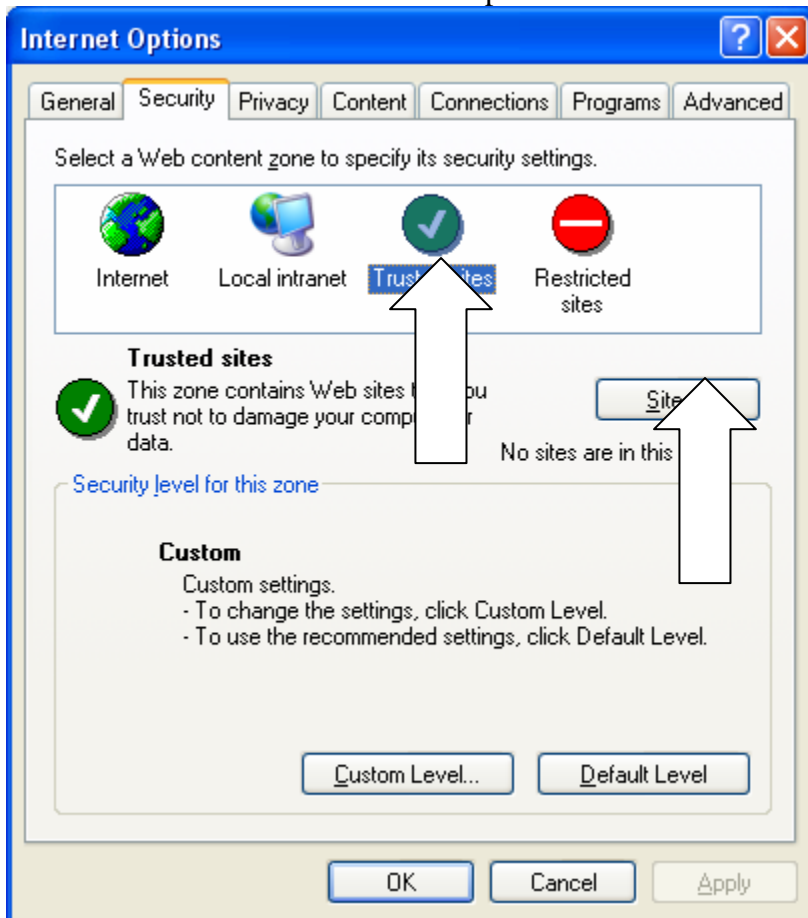 Internet Options
General Security Privacy Content Connections Programs Advanced
Select a Web content zone to specify its security settings.
Internet Local intranet Restricted sites
Trusted sites
This zone contains Web sites
trust not to damage your
data.
No sites are in this
Security level for this zone
Custom
Custom settings.
- To change the settings, click Custom Level.
- To use the recommended settings, click Default Level.
Custom Level... Default Level
OK Cancel Apply